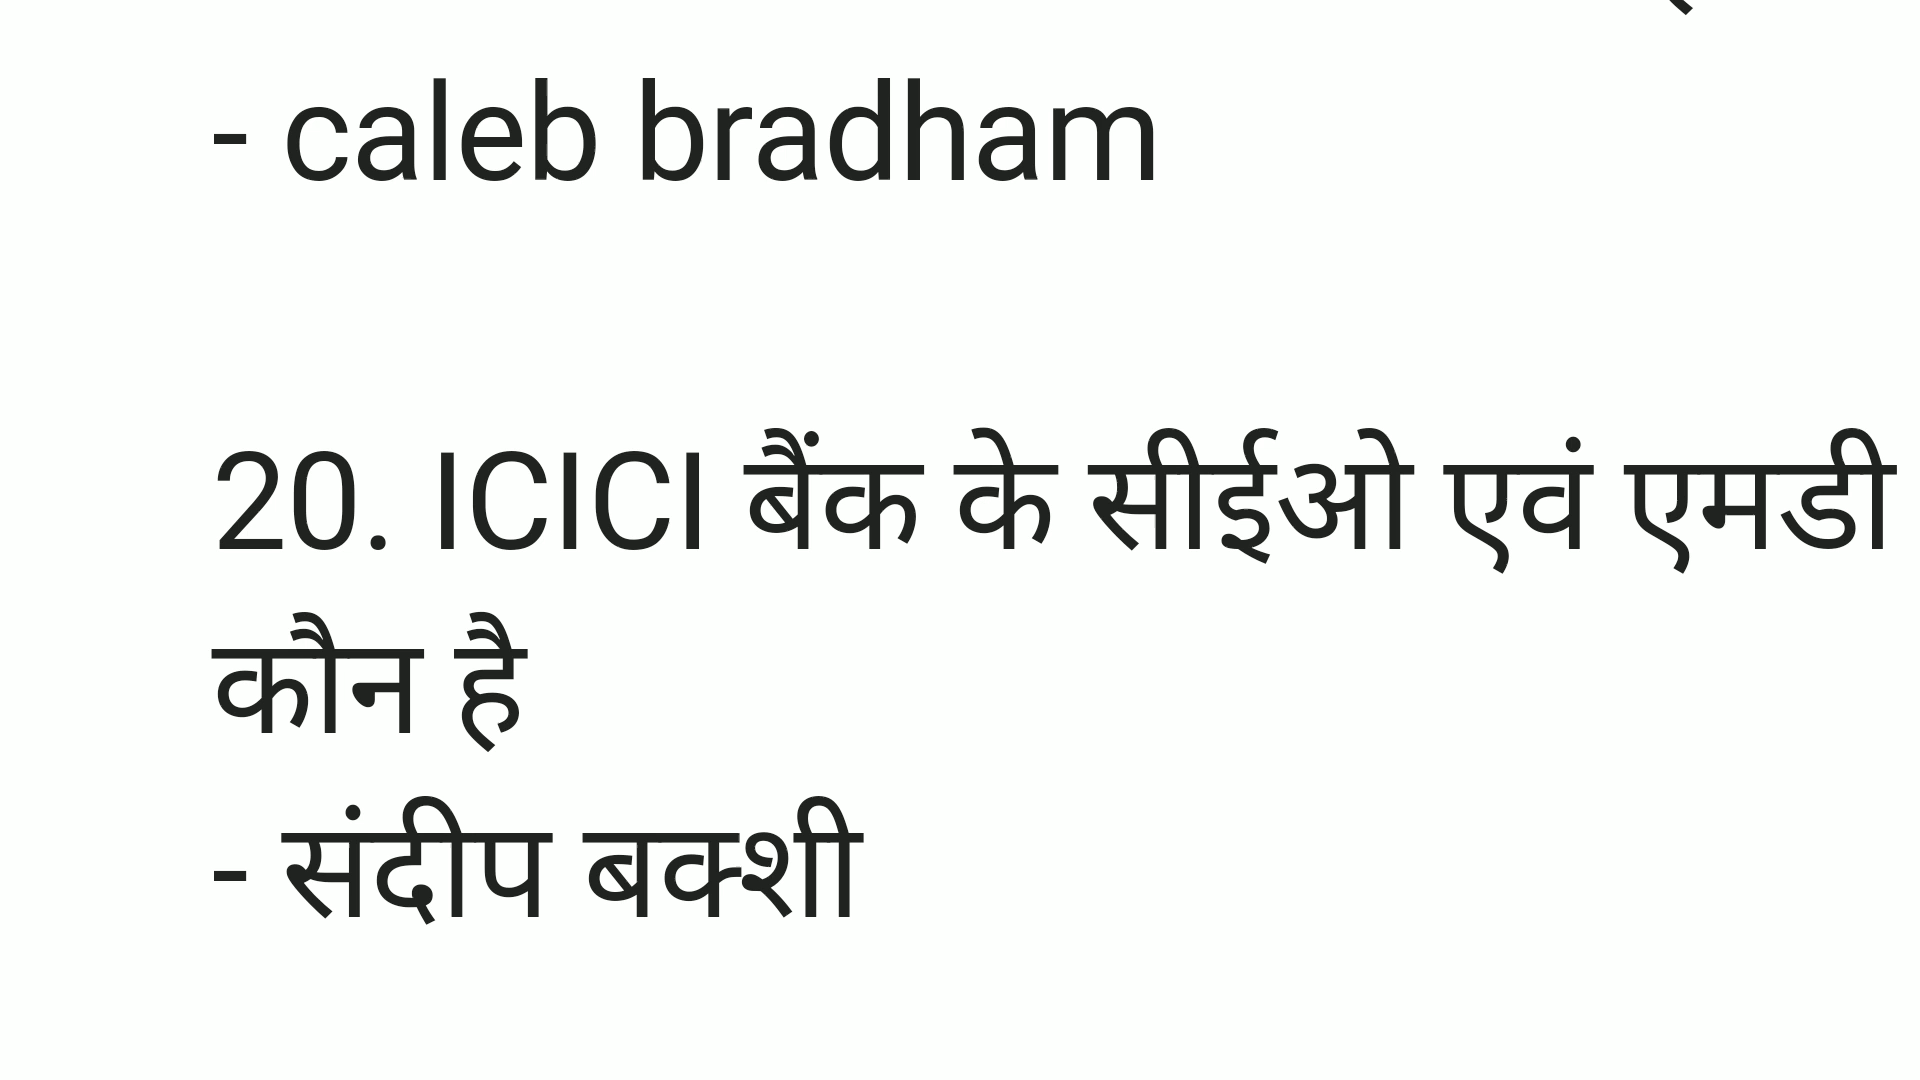 - caleb bradham
20. ICICI बैंक के सीईओ एवं एमडी
कौन है
- संदीप बक्शी